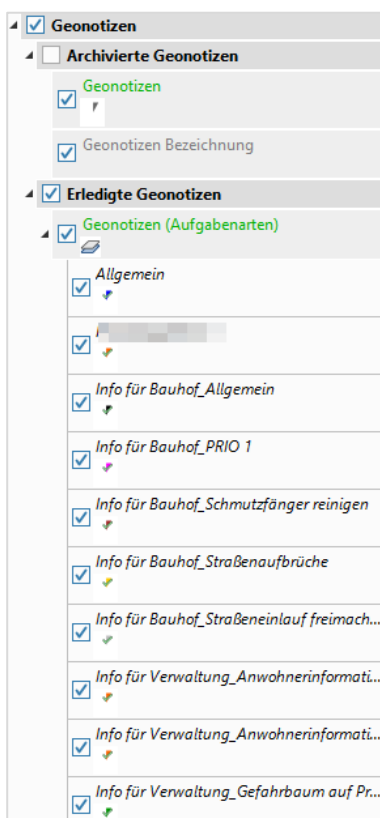 Geonotizen
Archivierte Geonotizen
Geonotizen
Geonotizen Bezeichnung
Erledigte Geonotizen
Geonotizen (Aufgabenarten)
Allgemein
Info für Bauhof_Allgemein
Info für Bauhof_PRIO 1
Info für Bauhof_Schmutzfänger reinigen
Info für Bauhof_Straßenaufbrüche
Info für Bauhof_Straßeneinlauf freimach...
Info für Verwaltung_Anwohnerinformati...
Info für Verwaltung_Anwohnerinformati...
Info für Verwaltung_Gefahrbaum auf Pr...